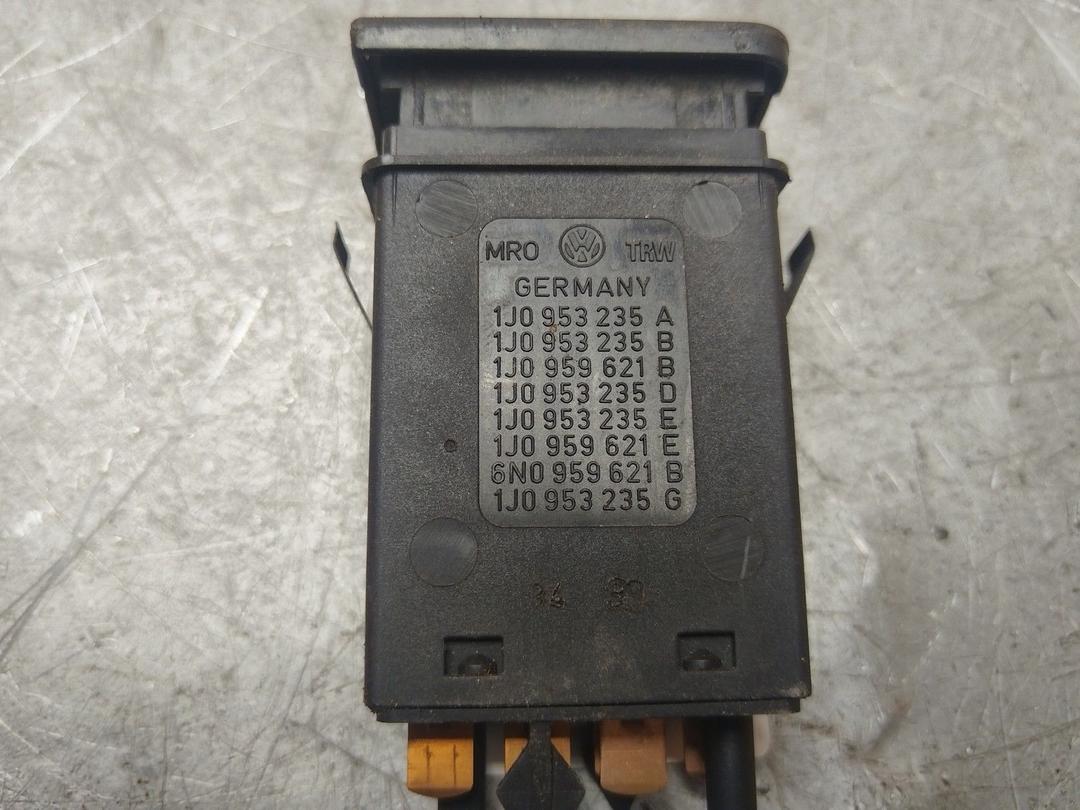 MRO VW TRW
GERMANY
1J0 953 235 A
1J0 953 235 B
1J0 959 621 B
1J0 953 235 D
1J0 953 235 E
1J0 959 621 E
6N0 959 621 B
1J0 953 235 G